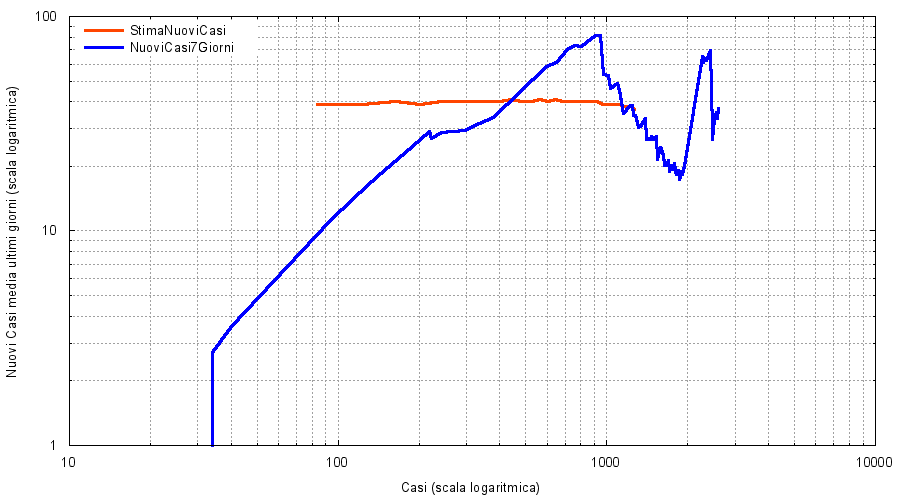 100
StimaNuoviCasi
NuoviCasi7Giorni
10
1
Nuovi Casi media ultimi giorni (scala logaritmica)
10
100
1000
10000
Casi (scala logaritmica)